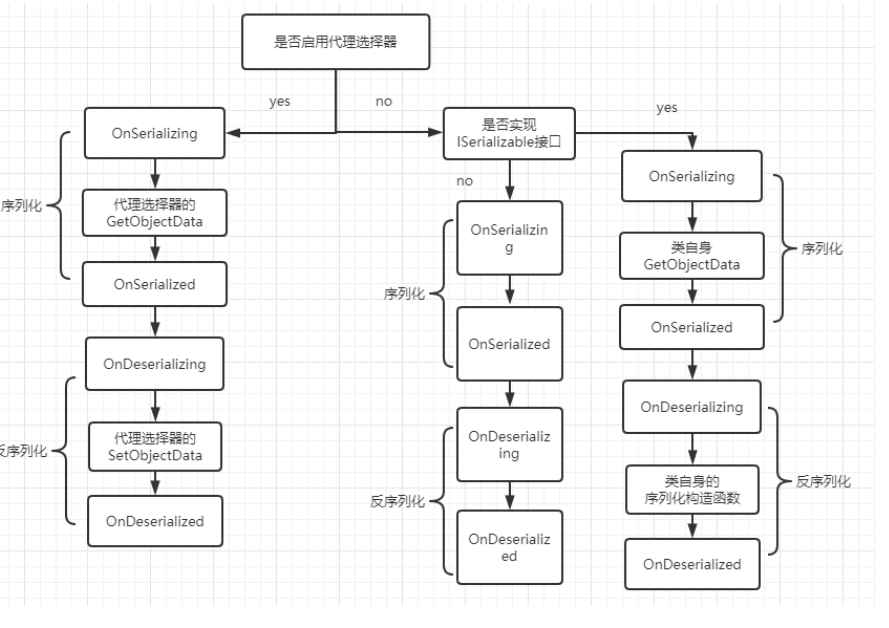 是否启用代理选择器
yes
no
OnSerializing
代理选择器的
GetObjectData
OnSerialized
序列化
OnDeserializing
代理选择器的
SetObjectData
OnDeserialized
反序列化
是否实现
ISerializable接口
no
OnSerializin
g
OnSerialized
序列化
OnDeserializ
ing
OnDeserializ
ed
反序列化
yes
OnSerializing
类自身
GetObjectData
OnSerialized
序列化
OnDeserializing
类自身的
序列化构造函数
OnDeserialized
反序列化